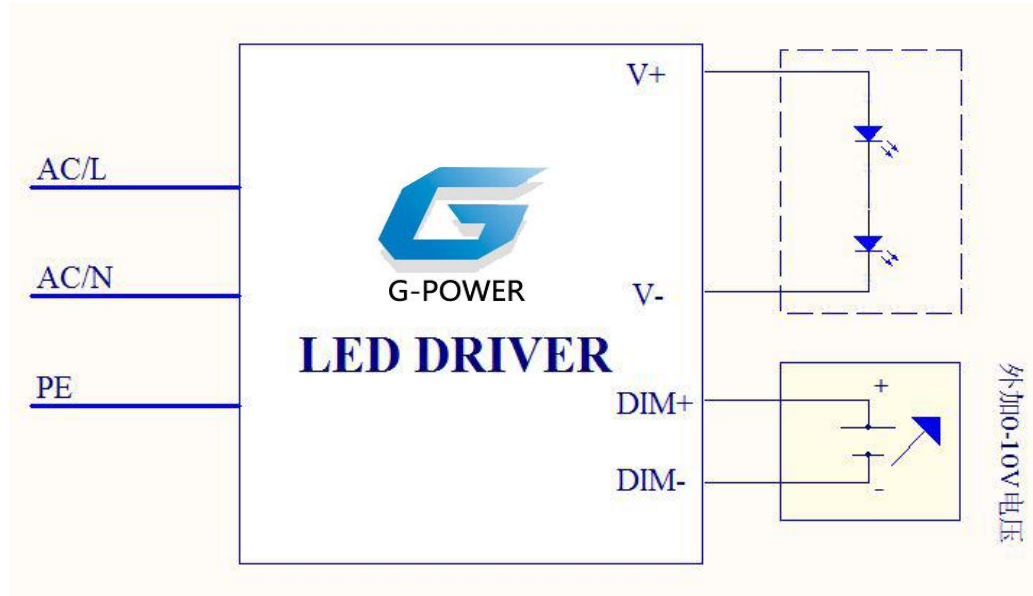 AC/L
AC/N
PE
G-POWER
LED DRIVER
V+
V-
DIM+
DIM-
+
-
外加0-10V电压